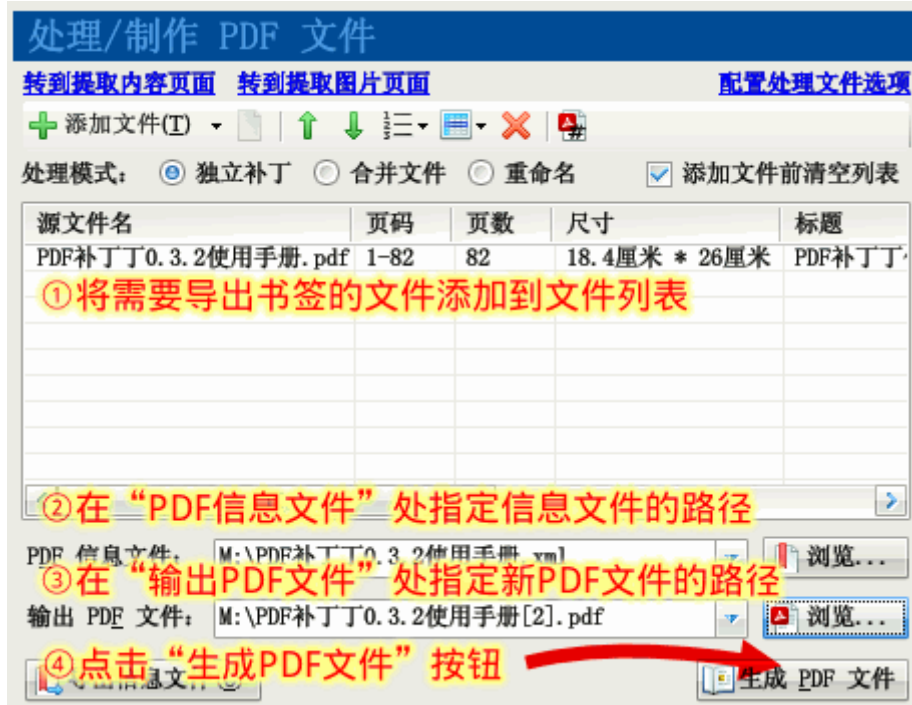 处理/制作 PDF 文件
转到提取内容页面 转到提取图片页面 配置处理文件选项
添加文件(T)
处理模式： 独立补丁 合并文件 重命名 添加文件前清空列表
源文件名 页码 页数 尺寸 标题
PDF补丁丁0.3.2使用手册.pdf 1-82 82 18.4厘米 * 26厘米 PDF补丁丁
①将需要导出书签的文件添加到文件列表
②在“PDF信息文件”处指定信息文件的路径
PDF 信息文件： M:\PDF补丁丁0.3.2使用手册.xml 浏览...
③在“输出PDF文件”处指定新PDF文件的路径
输出 PDF 文件： M:\PDF补丁丁0.3.2使用手册[2].pdf 浏览...
④点击“生成PDF文件”按钮
信息文件 生成 PDF 文件